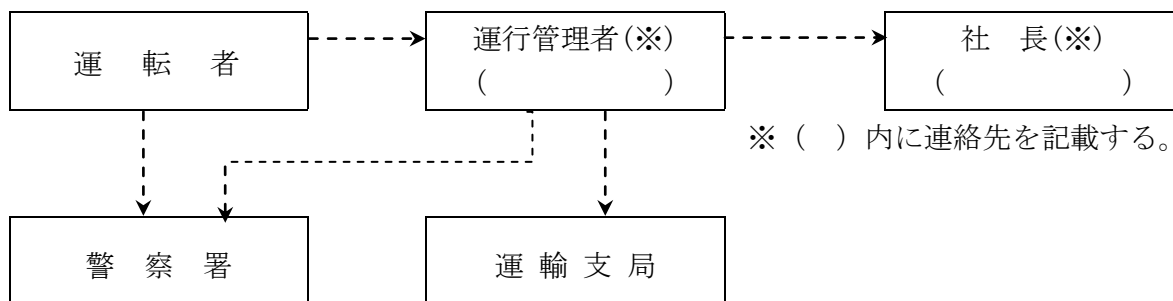 運　転　者
運行管理者(※)
(　　　　　　)
社　長(※)
(　　　　　　)
※（　）内に連絡先を記載する。
警　察　署
運 輸 支 局